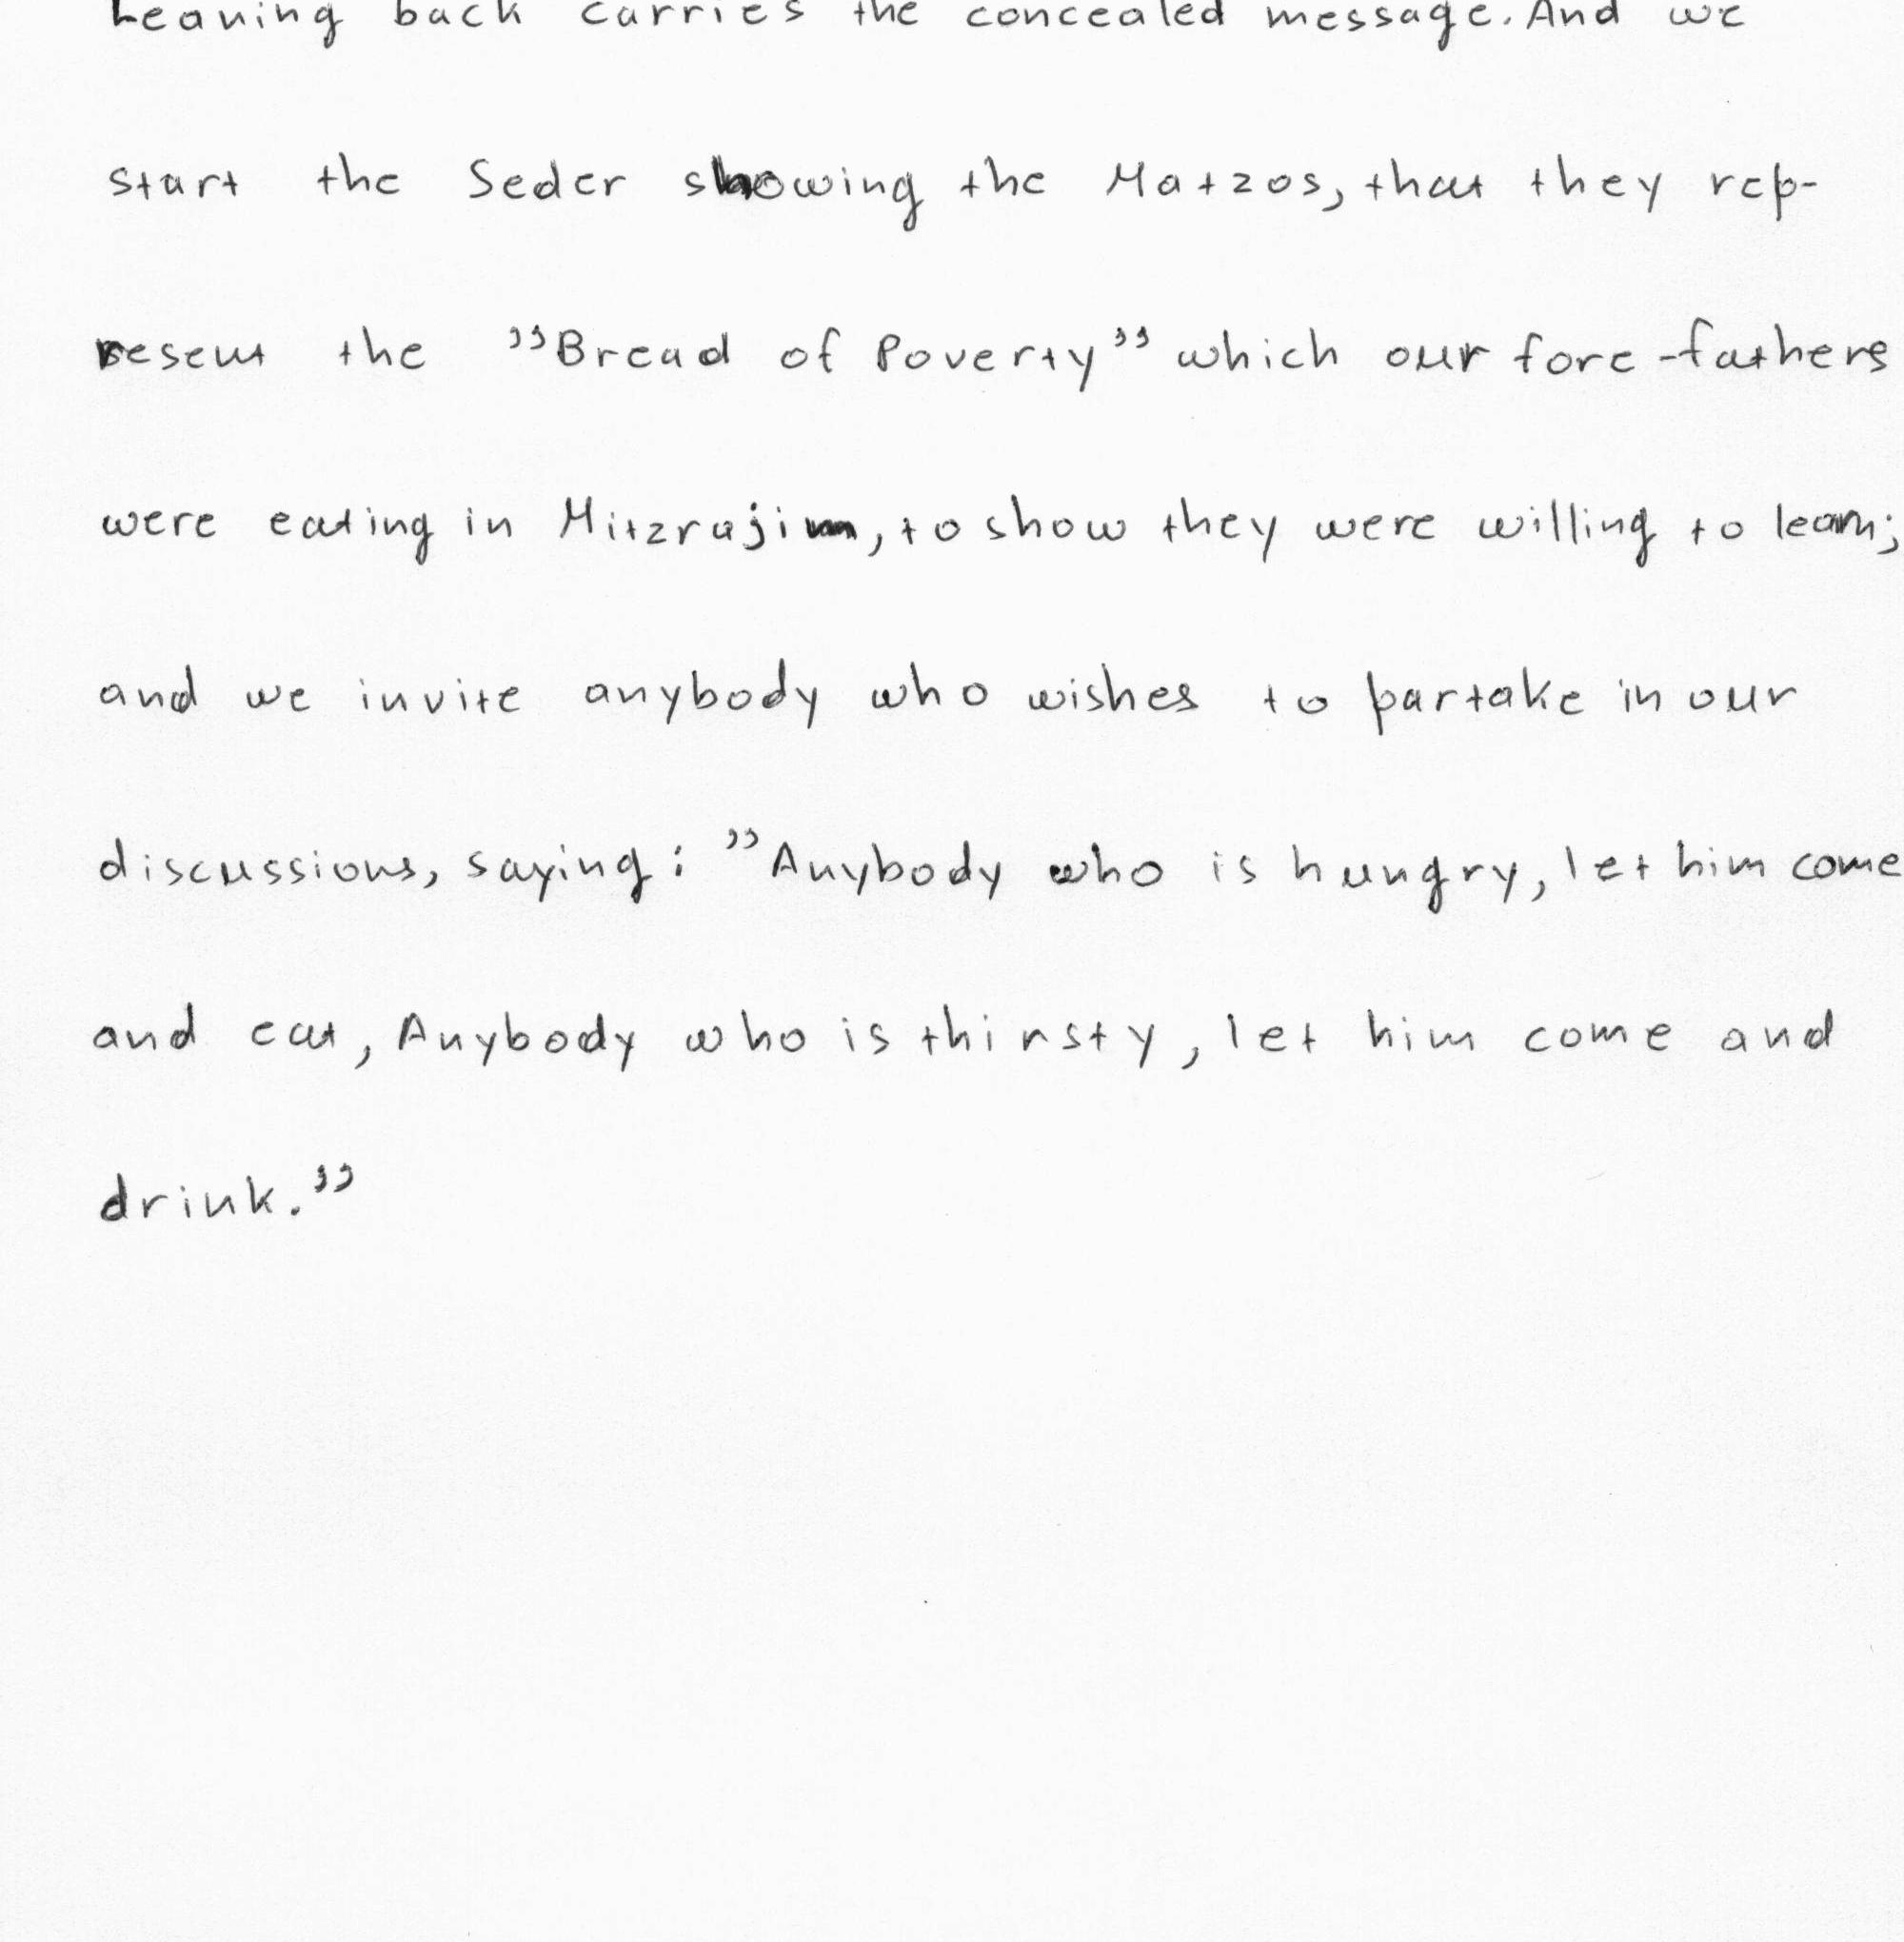 Leaning back carries the concealed message. And we
start the Seder showing the Matzos, that they rep-
resent the ”Bread of Poverty” which our fore-fathers
were eating in Mitzrajim, to show they were willing to learn;
and we invite anybody who wishes to partake in our
discussions, saying: ”Anybody who is hungry, let him come
and eat, Anybody who is thirsty, let him come and
drink.”